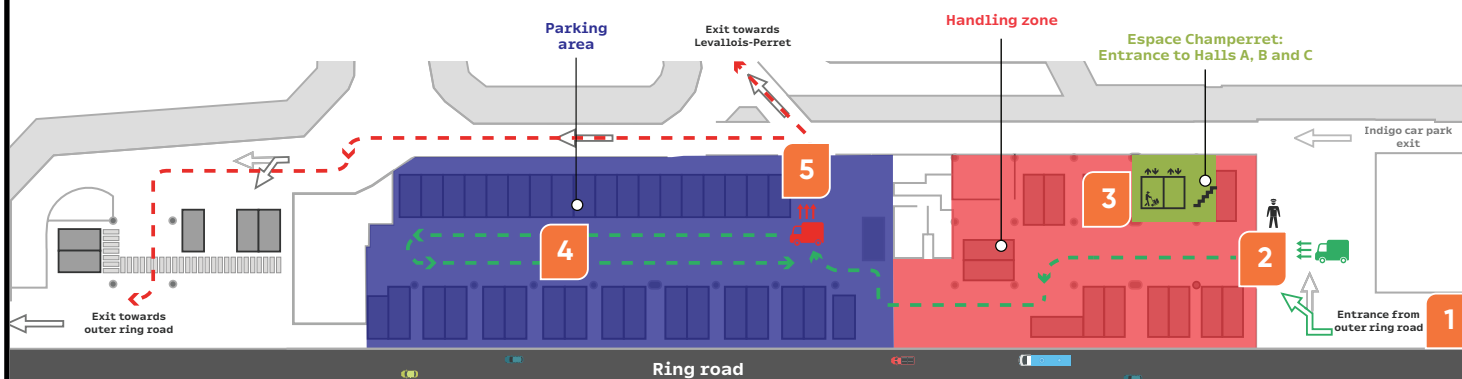 Parking
area
Exit towards
Levallois-Perret
Handling zone
Espace Champerret:
Entrance to Halls A, B and C
Indigo car park
exit
5
3
4
2
Exit towards
outer ring road
Entrance from
outer ring road
1
Ring road